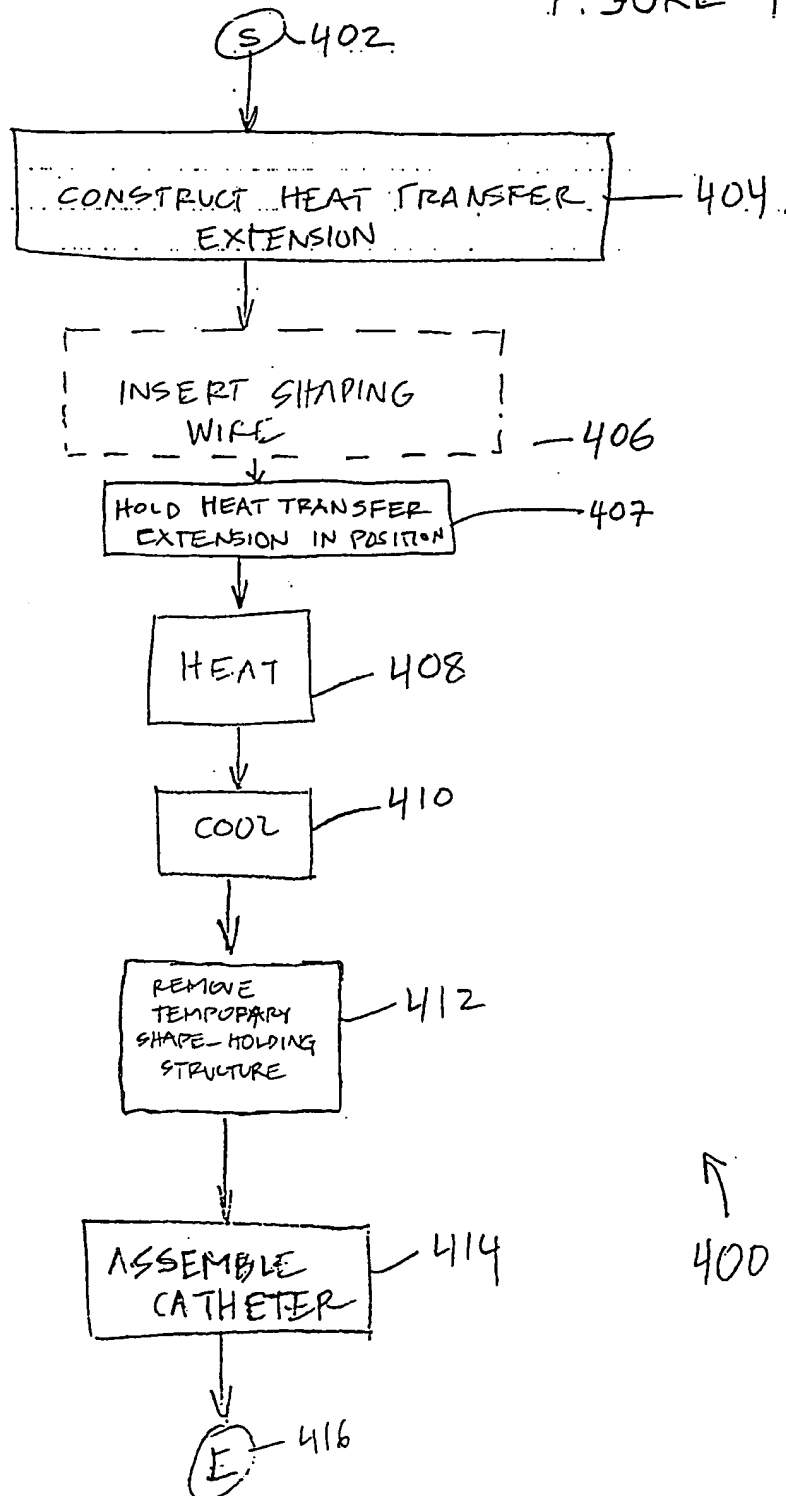 FIGURE
S 402
CONSTRUCT HEAT TRANSFER
EXTENSION
404
INSERT SHAPING
WIRE
406
HOLD HEAT TRANSFER
EXTENSION IN POSITION
407
HEAT
408
COOL
410
REMOVE
TEMPORARY
SHAPE-HOLDING
STRUCTURE
412
ASSEMBLE
CATHETER
414
400
E 416